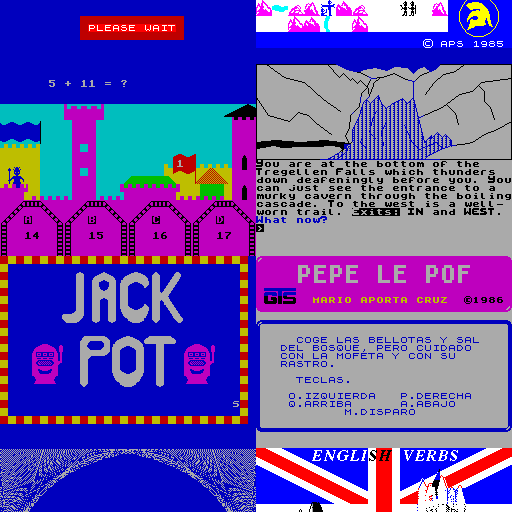 PLEASE WAIT
5 + 11 = ?
1
A B C D
14 15 16 17
JACK
POT
5
© APS 1985
You are at the bottom of the
Tregellen Falls which thunders
down deafeningly before you. You
can just see the entrance to a
murky cavern through the boiling
cascade. To the west is a well-
worn trail. Exits: IN and WEST.
What now?
>
PEPE LE POF
GTS MARIO APORTA CRUZ ©1986
COGE LAS BELLOTAS Y SAL
DEL BOSQUE, PERO CUIDADO
CON LA MOFETA Y CON SU
RASTRO.
TECLAS.
O.IZQUIERDA P.DERECHA
Q.ARRIBA A.ABAJO
M.DISPARO
ENGLISH VERBS